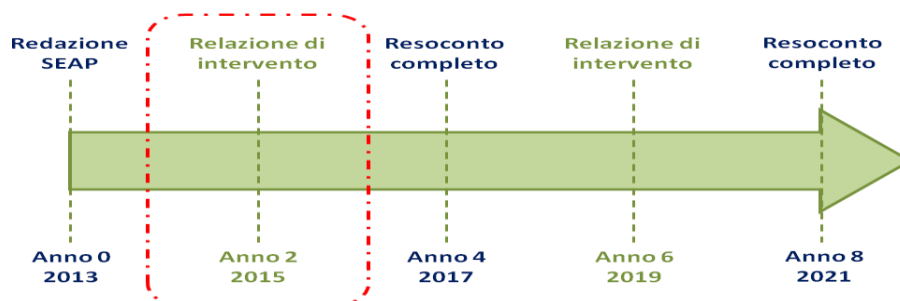 Redazione
SEAP
Relazione di
intervento
Resoconto
completo
Relazione di
intervento
Resoconto
completo
Anno 0
2013
Anno 2
2015
Anno 4
2017
Anno 6
2019
Anno 8
2021